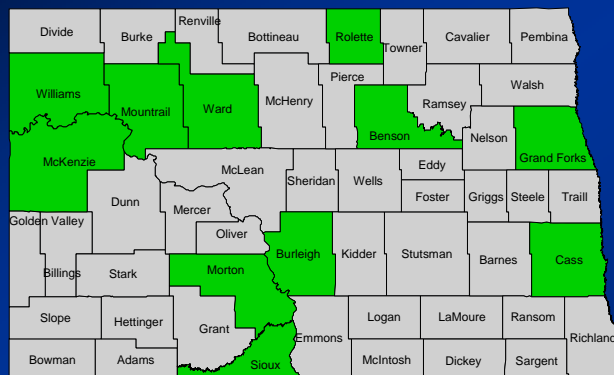 Divide
Burke
Renville
Bottineau
Rolette
Towner
Cavalier
Pembina
Williams
Mountrail
Ward
McHenry
Pierce
Benson
Ramsey
Walsh
Nelson
Grand Forks
McKenzie
McLean
Sheridan
Wells
Eddy
Foster
Griggs
Steele
Traill
Dunn
Mercer
Oliver
Golden Valley
Billings
Stark
Morton
Burleigh
Kidder
Stutsman
Barnes
Cass
Slope
Hettinger
Grant
Emmons
Logan
LaMoure
Ransom
Richland
Bowman
Adams
Sioux
McIntosh
Dickey
Sargent